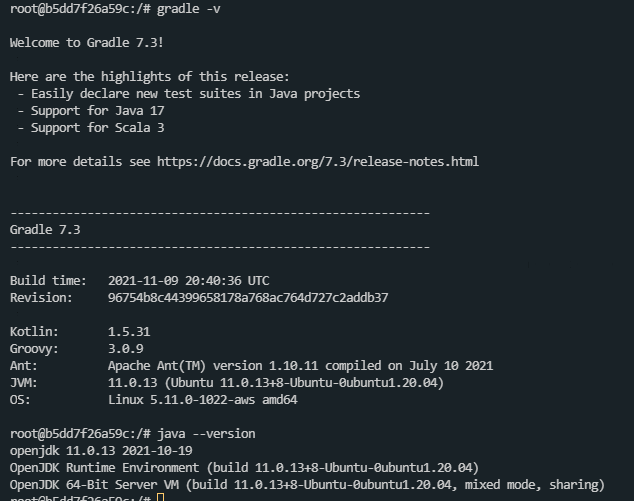 root@b5dd7f26a59c:/# gradle -v
Welcome to Gradle 7.3!
Here are the highlights of this release:
- Easily declare new test suites in Java projects
- Support for Java 17
- Support for Scala 3
For more details see https://docs.gradle.org/7.3/release-notes.html
------------------------------------------------------------
Gradle 7.3
------------------------------------------------------------
Build time:   2021-11-09 20:40:36 UTC
Revision:     96754b8c44399658178a768ac764d727c2addb37
Kotlin:       1.5.31
Groovy:       3.0.9
Ant:          Apache Ant(TM) version 1.10.11 compiled on July 10 2021
JVM:          11.0.13 (Ubuntu 11.0.13+8-Ubuntu-0ubuntu1.20.04)
OS:           Linux 5.11.0-1022-aws amd64
root@b5dd7f26a59c:/# java --version
openjdk 11.0.13 2021-10-19
OpenJDK Runtime Environment (build 11.0.13+8-Ubuntu-0ubuntu1.20.04)
OpenJDK 64-Bit Server VM (build 11.0.13+8-Ubuntu-0ubuntu1.20.04, mixed mode, sharing)
root@b5dd7f26a59c:/#